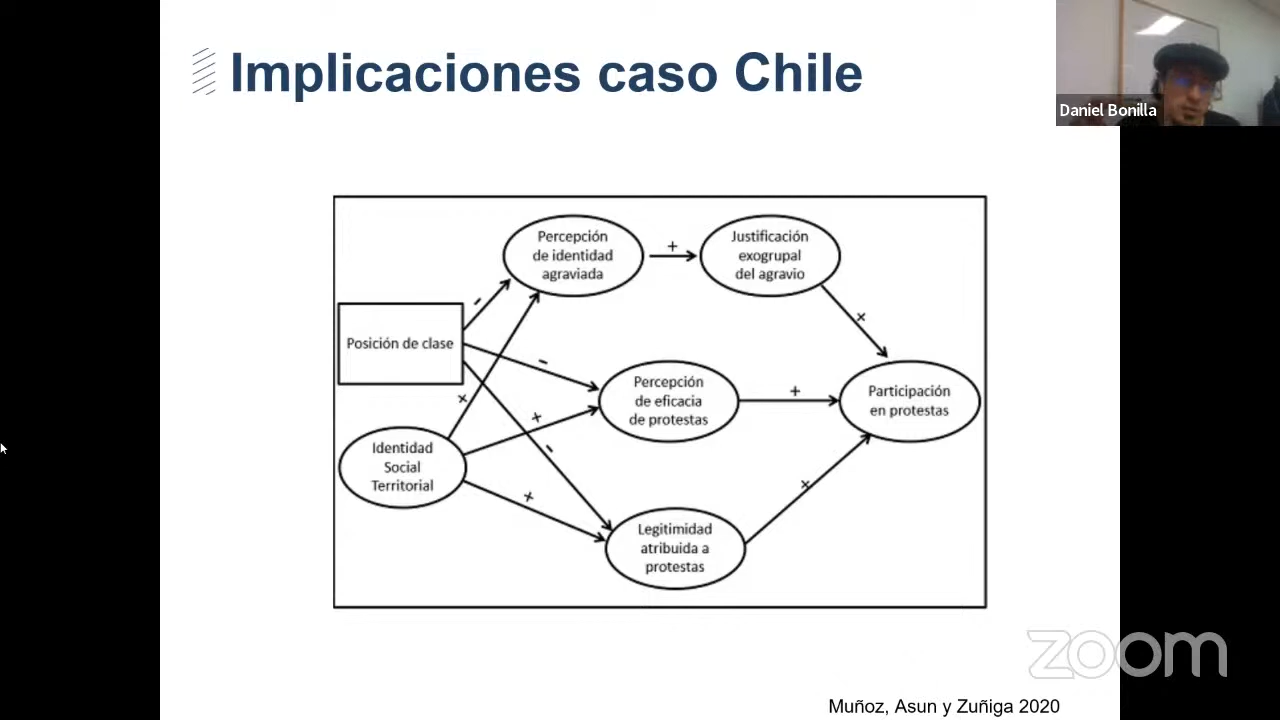 Implicaciones caso Chile
Daniel Bonilla
Percepción
de identidad
agraviada
+
Justificación
exogrupal
del agravio
-
+
Posición de clase
-
Percepción
de eficacia
de protestas
+
Participación
en protestas
+
+
-
Identidad
Social
Territorial
+
+
Legitimidad
atribuida a
protestas
zoom
Muñoz, Asun y Zuñiga 2020